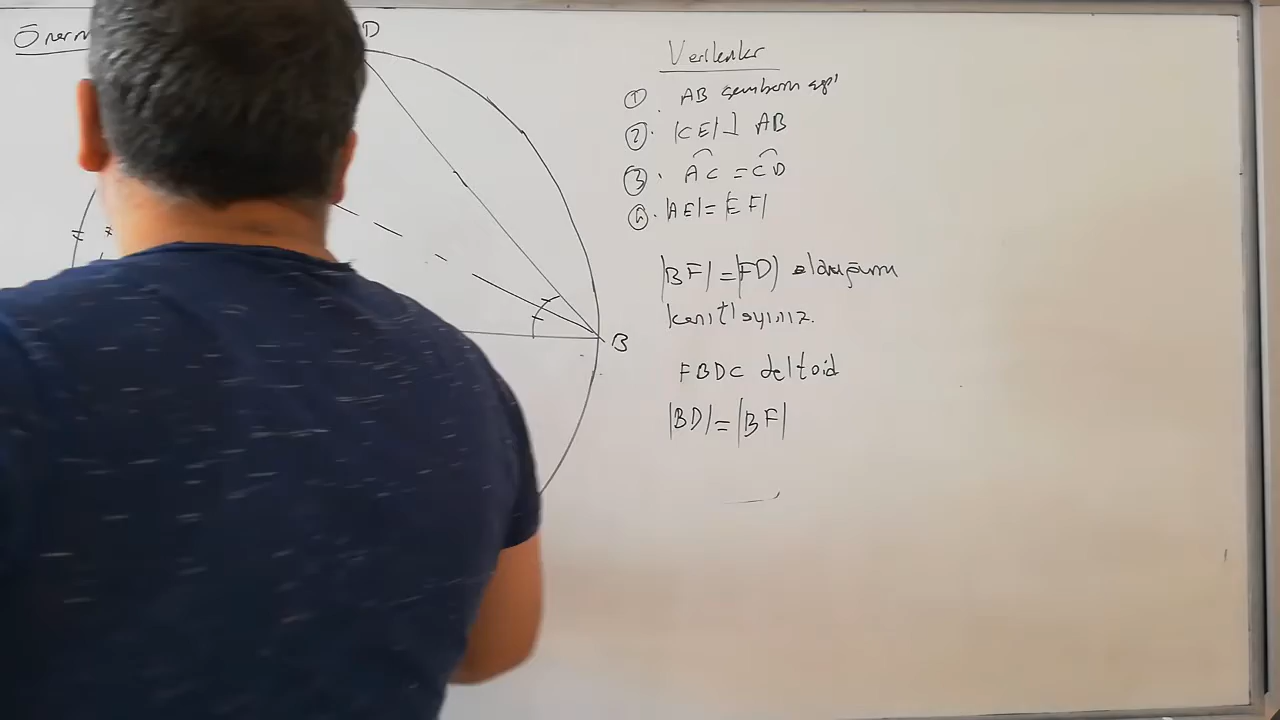 Önerm
D
B
Verilenler
① AB çemberin çapı
② |CE| ⊥ AB
③ AC = CD
④ |AE| = |EF|
|BF| = |FD| olduğunu
kanıtlayınız.
FBDC deltoid
|BD| = |BF|